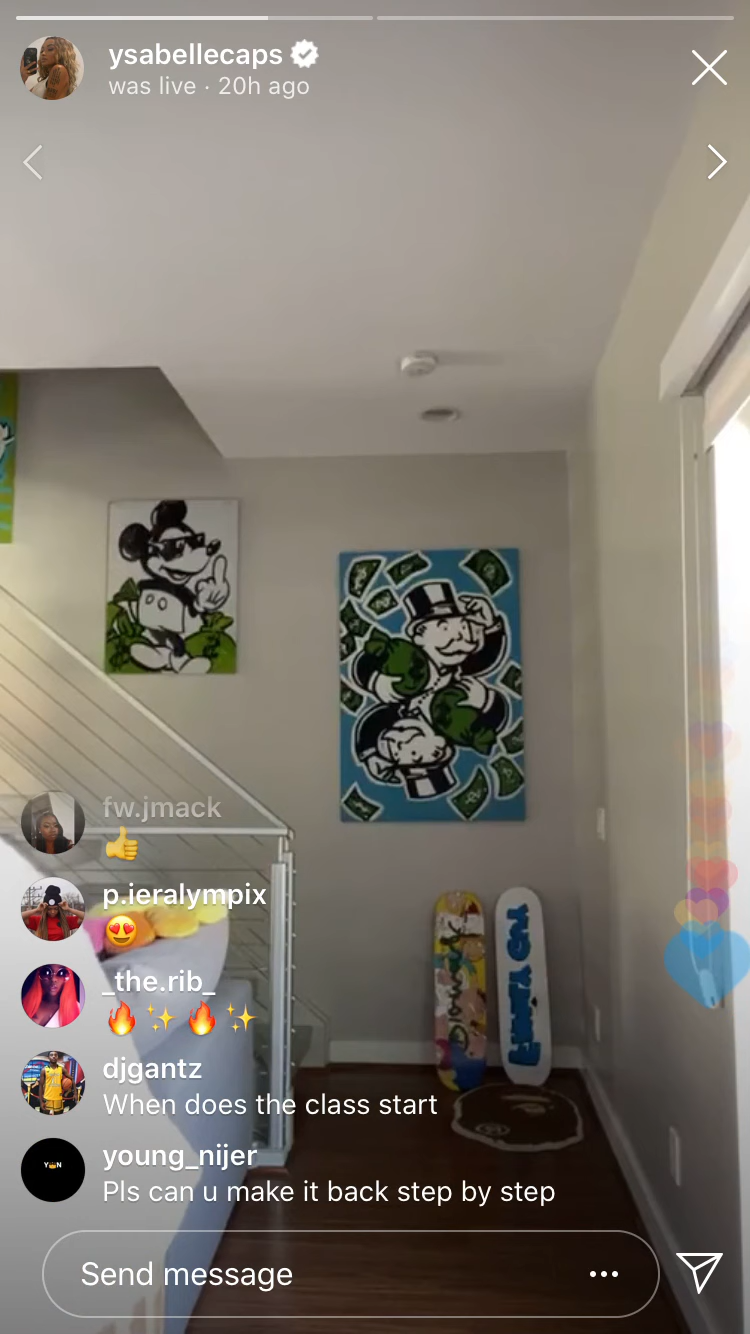 ysabellecaps
was live · 20h ago
fw.jmack
👍
p.ieralympix
😍
_the.rib_
🔥✨🔥✨
djgantz
When does the class start
young_nijer
Pls can u make it back step by step
Send message